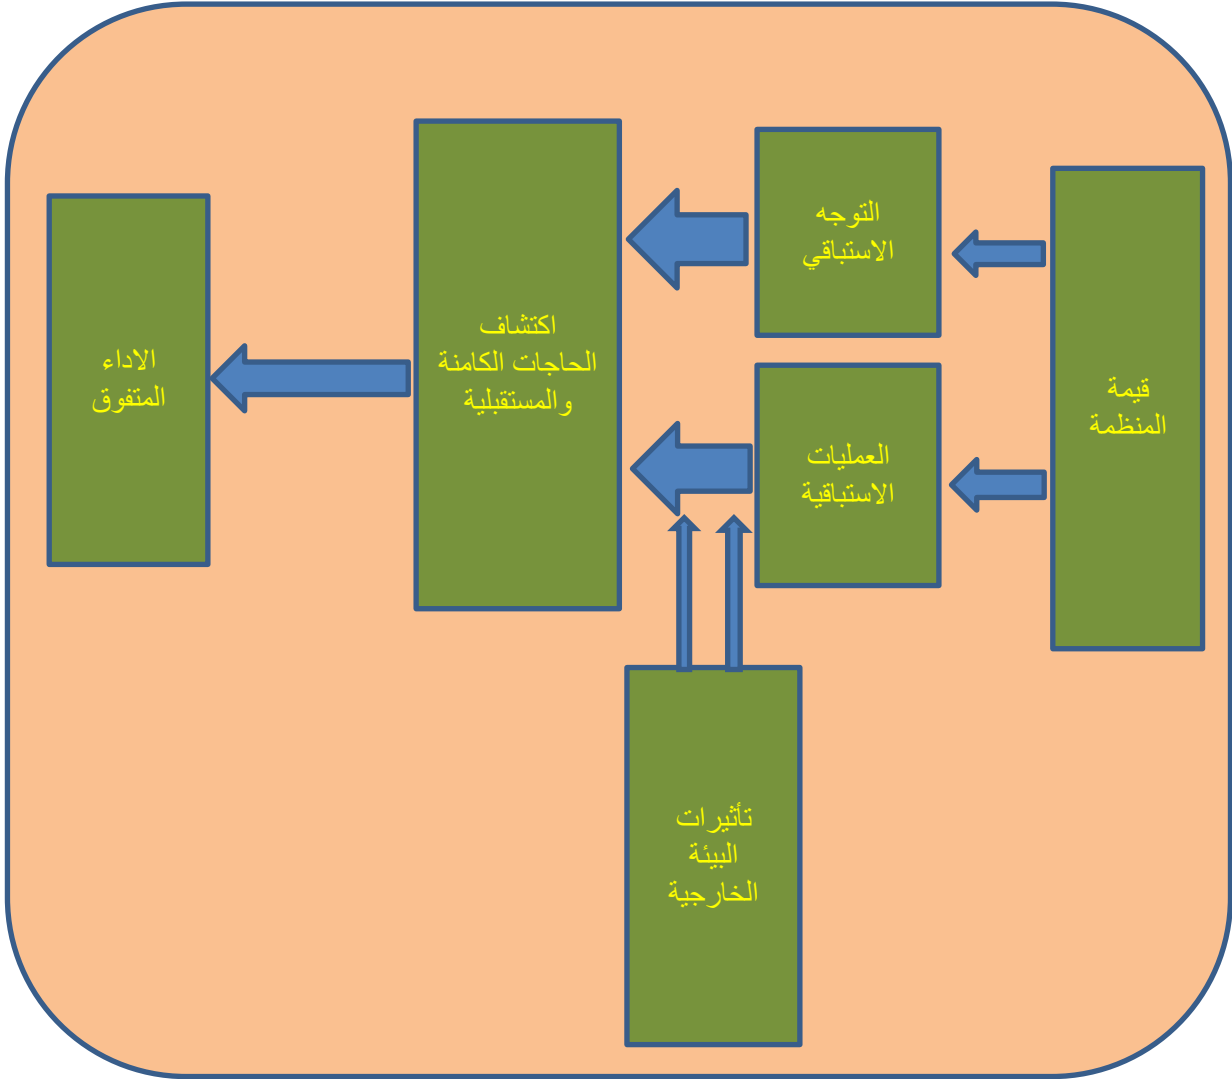 قيمة
المنظمة
التوجه
الاستباقي
العمليات
الاستباقية
اكتشاف
الحاجات الكامنة
والمستقبلية
الاداء
المتفوق
تأثيرات
البيئة
الخارجية